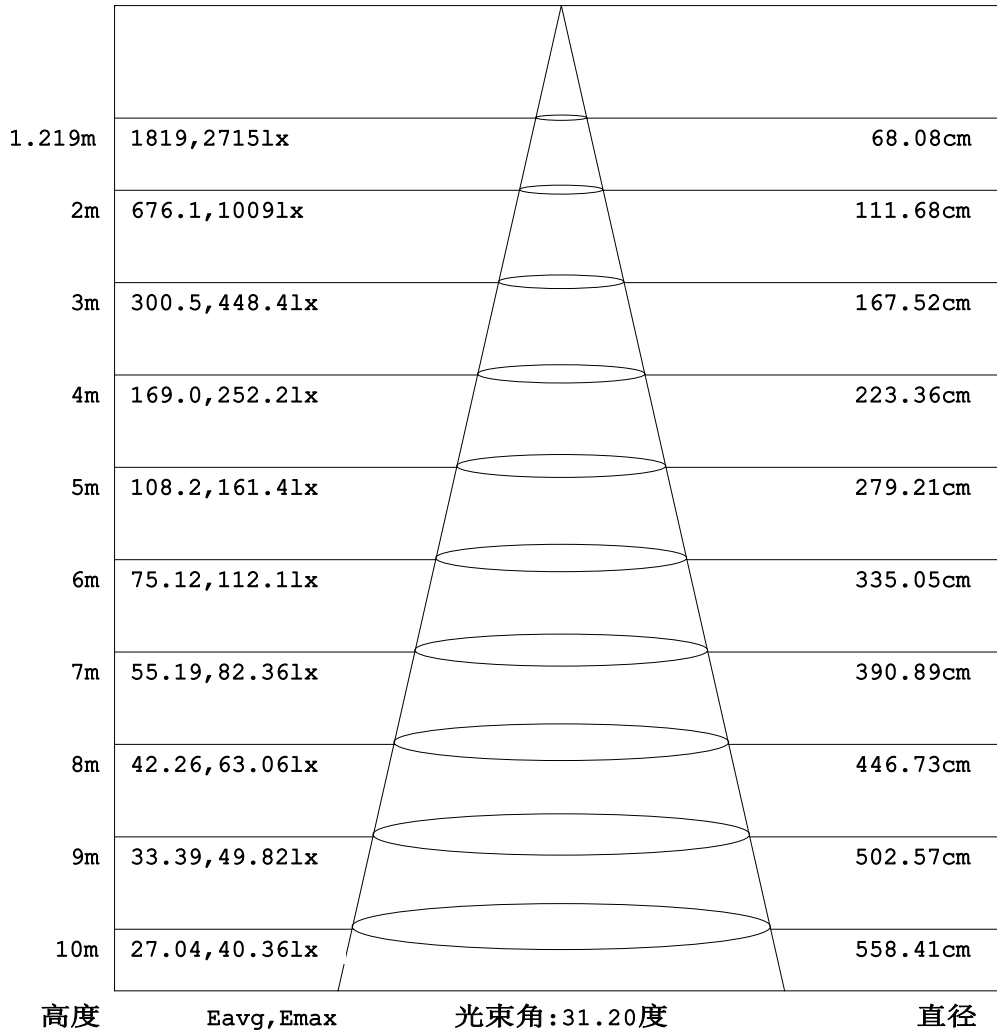 1.219m 1819,2715lx 68.08cm
2m 676.1,1009lx 111.68cm
3m 300.5,448.4lx 167.52cm
4m 169.0,252.2lx 223.36cm
5m 108.2,161.4lx 279.21cm
6m 75.12,112.1lx 335.05cm
7m 55.19,82.36lx 390.89cm
8m 42.26,63.06lx 446.73cm
9m 33.39,49.82lx 502.57cm
10m 27.04,40.36lx 558.41cm
高度 Eavg,Emax 光束角:31.20度 直径